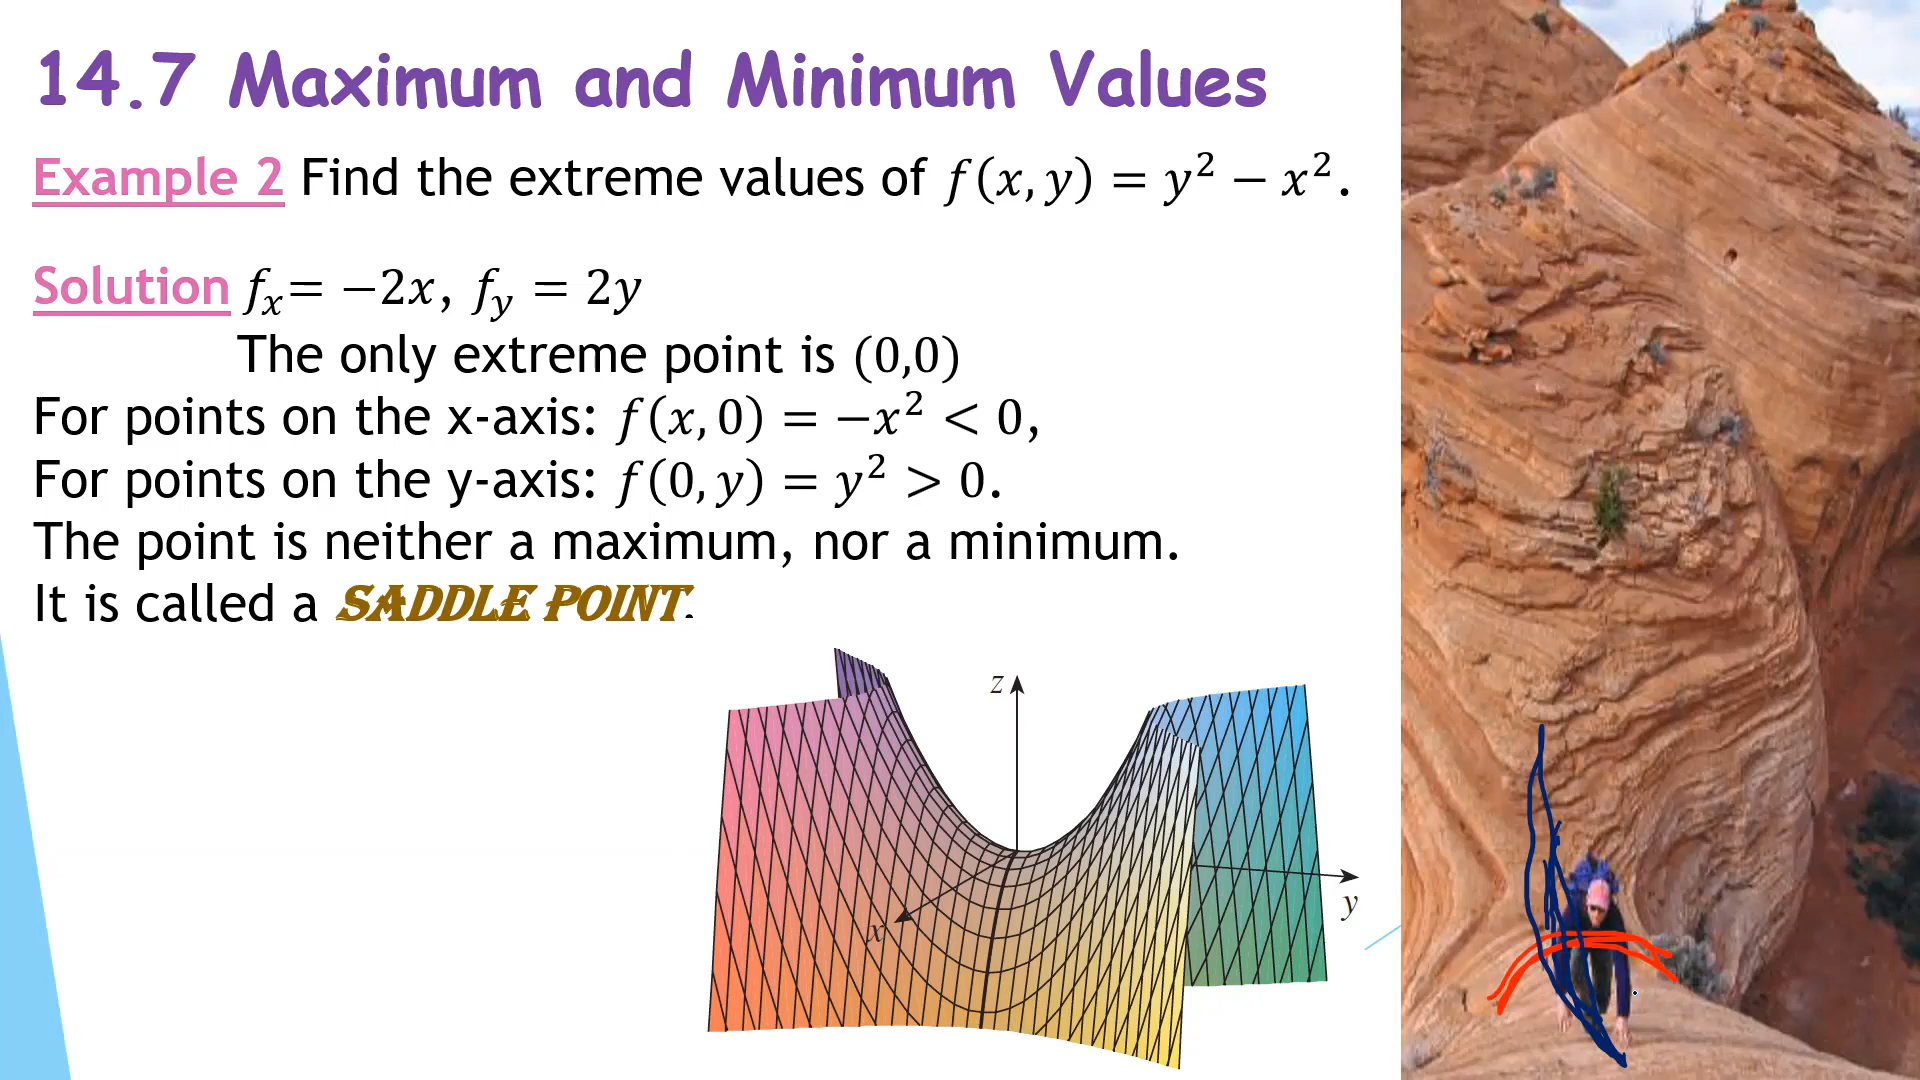 14.7 Maximum and Minimum Values
Example 2 Find the extreme values of f(x, y) = y² − x².
Solution fₓ= −2x, f_y = 2y
The only extreme point is (0,0)
For points on the x-axis: f(x, 0) = −x² < 0,
For points on the y-axis: f(0, y) = y² > 0.
The point is neither a maximum, nor a minimum.
It is called a SADDLE POINT.
z
x
y